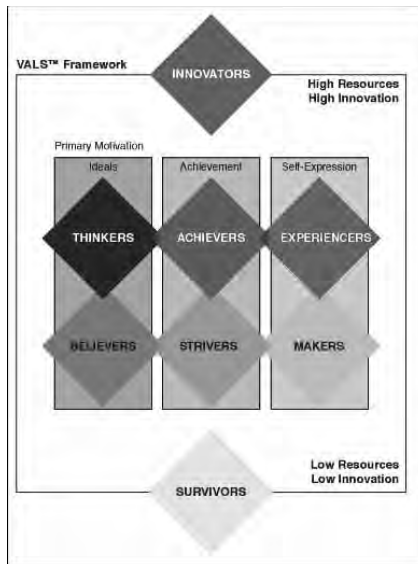 VALS™ Framework
INNOVATORS
High Resources
High Innovation
Primary Motivation
Ideals
Achievement
Self-Expression
THINKERS
ACHIEVERS
EXPERIENCERS
BELIEVERS
STRIVERS
MAKERS
Low Resources
Low Innovation
SURVIVORS